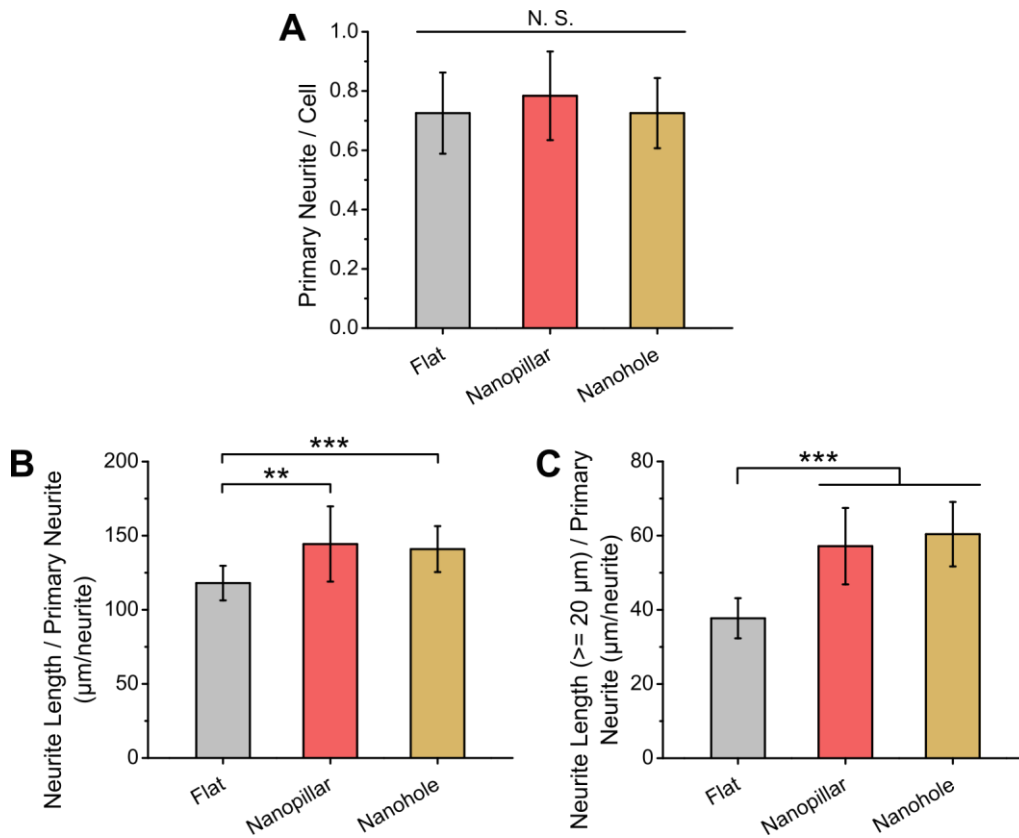 A
N. S.
Primary Neurite / Cell
1.0
0.8
0.6
0.4
0.2
0.0
Flat
Nanopillar
Nanohole
B
***
**
Neurite Length / Primary Neurite
(µm/neurite)
200
150
100
50
0
Flat
Nanopillar
Nanohole
C
***
Neurite Length (>= 20 µm) / Primary
Neurite (µm/neurite)
80
60
40
20
0
Flat
Nanopillar
Nanohole